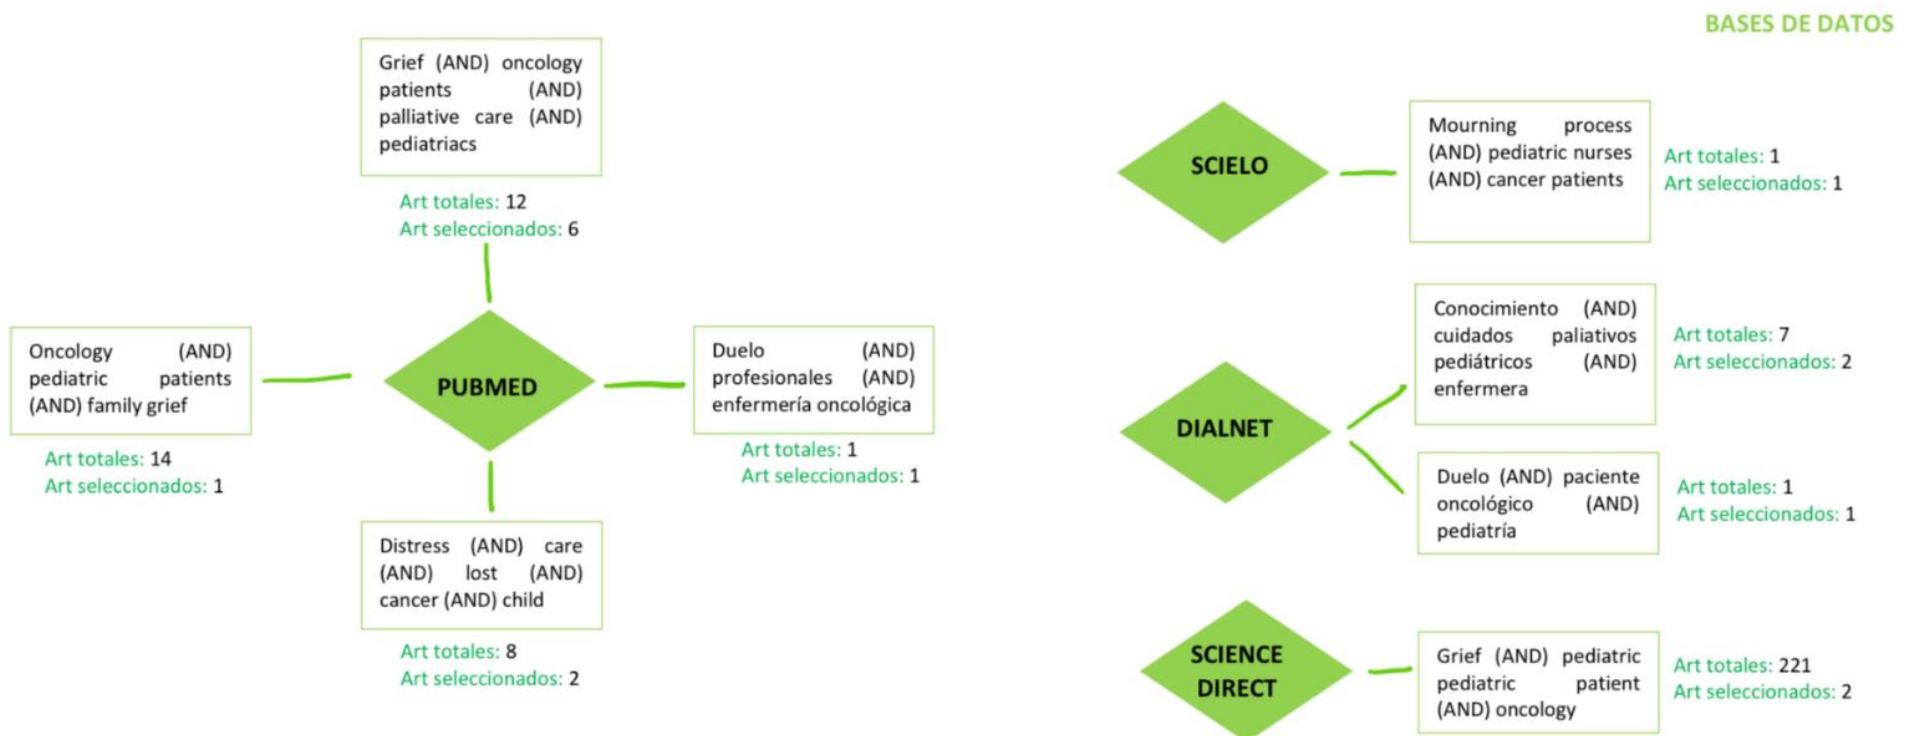 BASES DE DATOS
Grief (AND) oncology
patients (AND)
palliative care (AND)
pediatriacs
Art totales: 12
Art seleccionados: 6
Oncology (AND)
pediatric patients
(AND) family grief
Art totales: 14
Art seleccionados: 1
PUBMED
Duelo (AND)
profesionales (AND)
enfermería oncológica
Art totales: 1
Art seleccionados: 1
Distress (AND) care
(AND) lost (AND)
cancer (AND) child
Art totales: 8
Art seleccionados: 2
SCIELO
Mourning process
(AND) pediatric nurses
(AND) cancer patients
Art totales: 1
Art seleccionados: 1
DIALNET
Conocimiento (AND)
cuidados paliativos
pediátricos (AND)
enfermera
Art totales: 7
Art seleccionados: 2
Duelo (AND) paciente
oncológico (AND)
pediatría
Art totales: 1
Art seleccionados: 1
SCIENCE
DIRECT
Grief (AND) pediatric
pediatric patient
(AND) oncology
Art totales: 221
Art seleccionados: 2